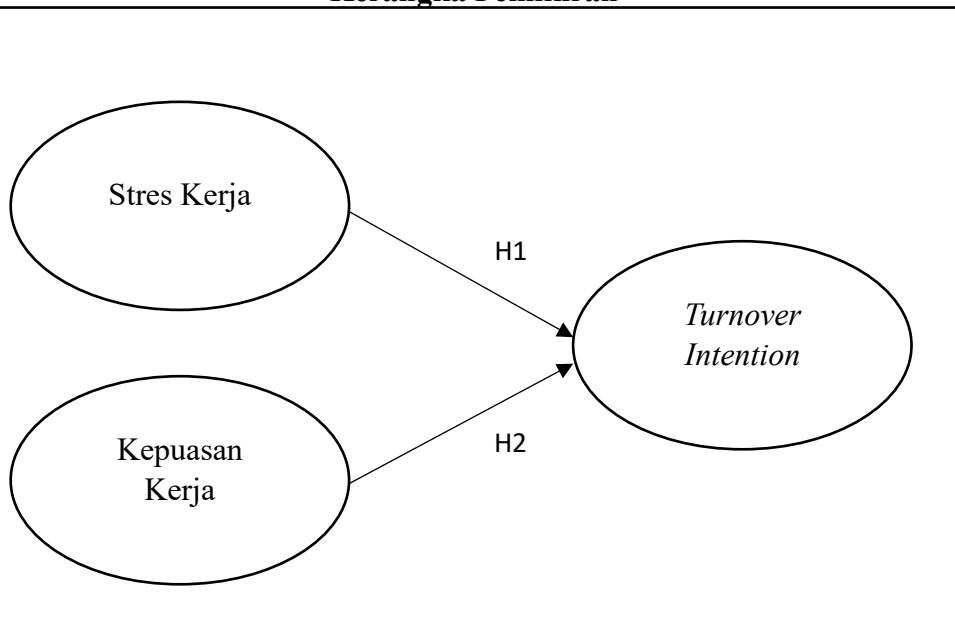 Stres Kerja
H1
Turnover
Intention
Kepuasan
Kerja
H2